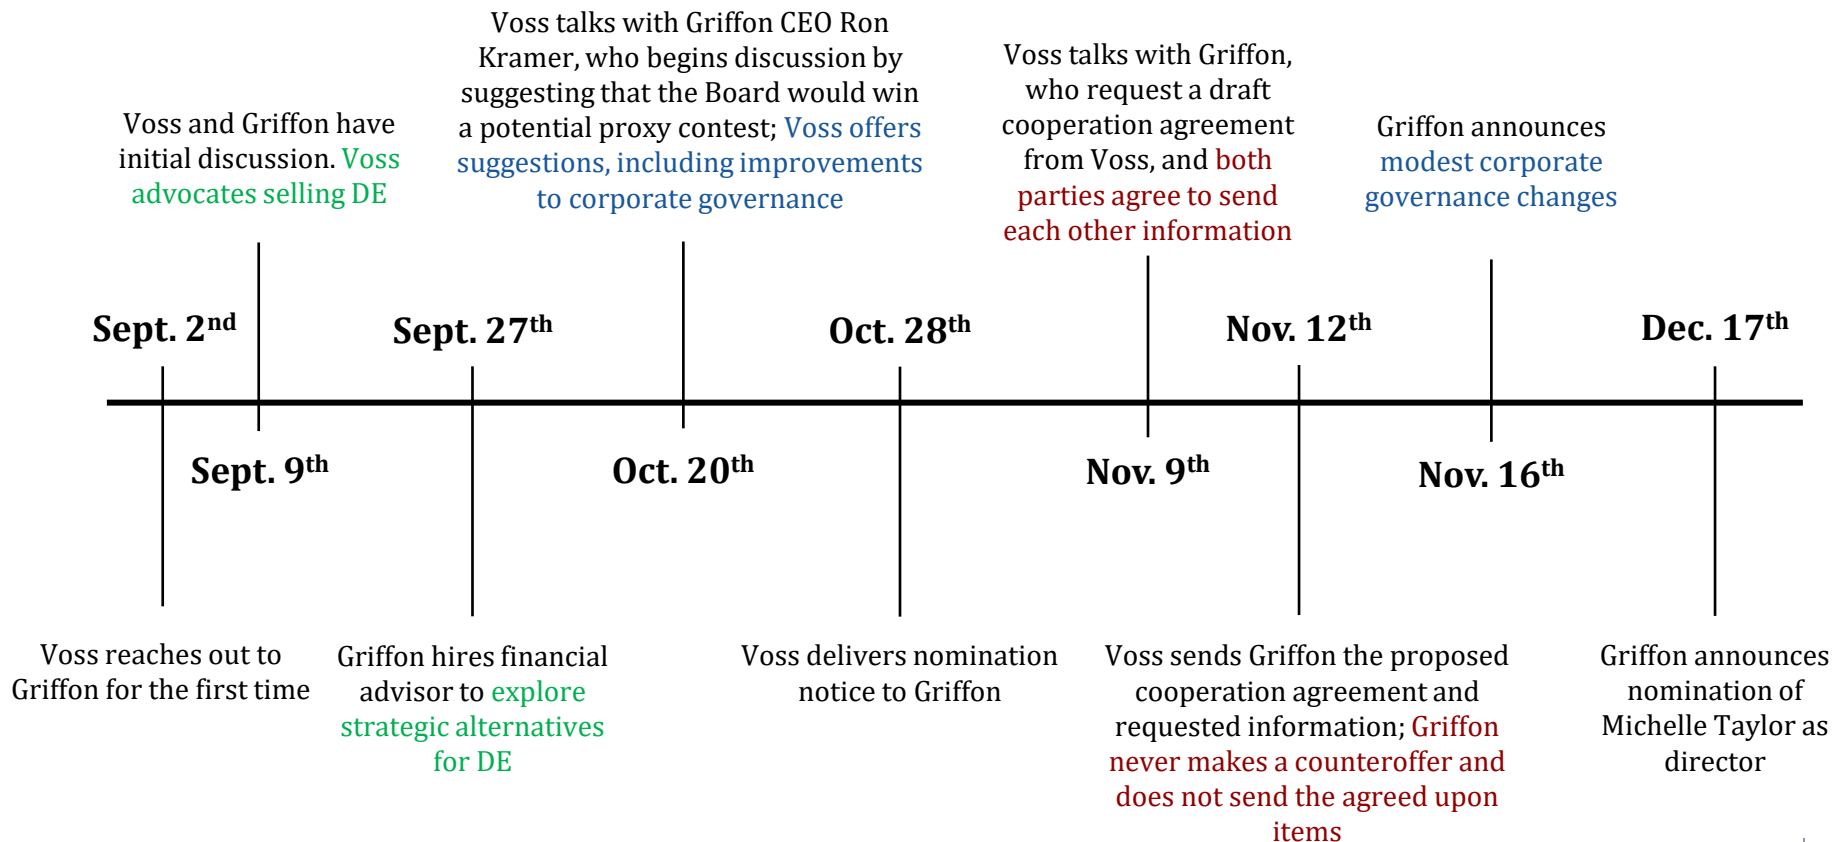 Voss talks with Griffon CEO Ron
Kramer, who begins discussion by
suggesting that the Board would win
a potential proxy contest; Voss offers
suggestions, including improvements
to corporate governance
Voss talks with Griffon,
who request a draft
cooperation agreement
from Voss, and both
parties agree to send
each other information
Voss and Griffon have
initial discussion. Voss
advocates selling DE
Griffon announces
modest corporate
governance changes
Sept. 2nd
Sept. 27th
Oct. 28th
Nov. 12th
Dec. 17th
Sept. 9th
Oct. 20th
Nov. 9th
Nov. 16th
Voss reaches out to
Griffon for the first time
Griffon hires financial
advisor to explore
strategic alternatives
for DE
Voss delivers nomination
notice to Griffon
Voss sends Griffon the proposed
cooperation agreement and
requested information; Griffon
never makes a counteroffer and
does not send the agreed upon
items
Griffon announces
nomination of
Michelle Taylor as
director